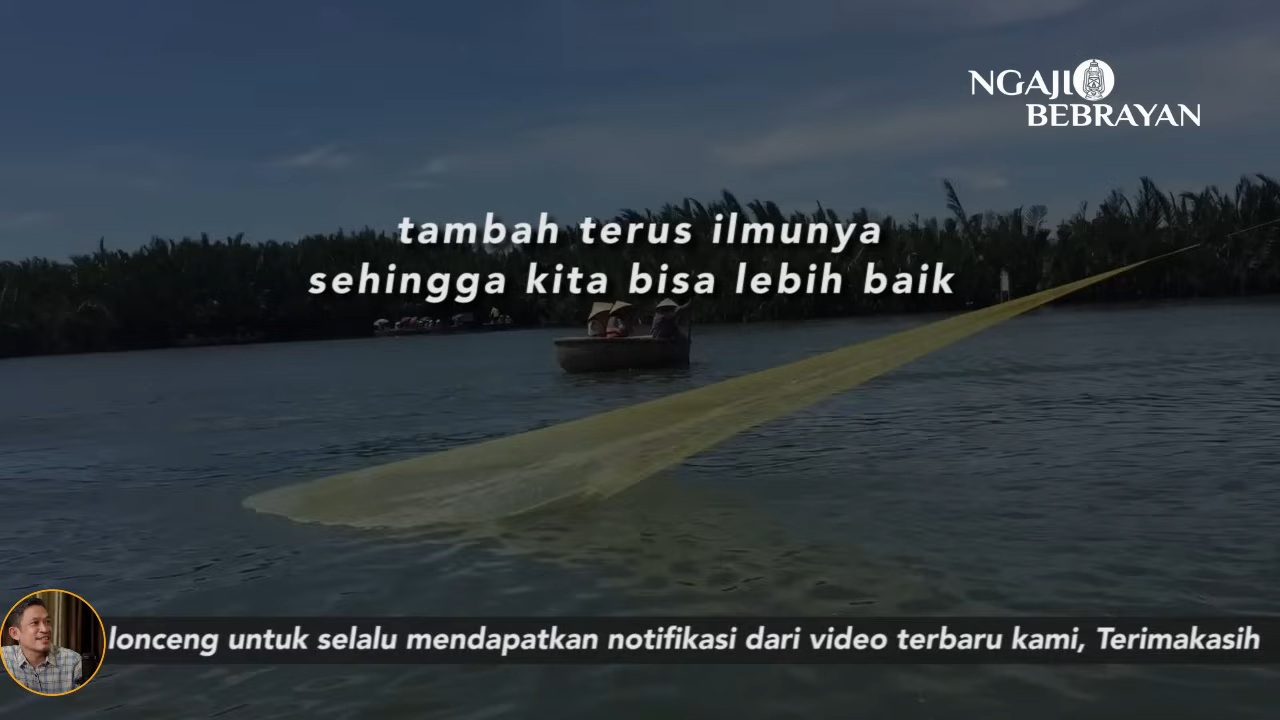 NGAJI
BEBRAYAN
tambah terus ilmunya
sehingga kita bisa lebih baik
lonceng untuk selalu mendapatkan notifikasi dari video terbaru kami, Terimakasih